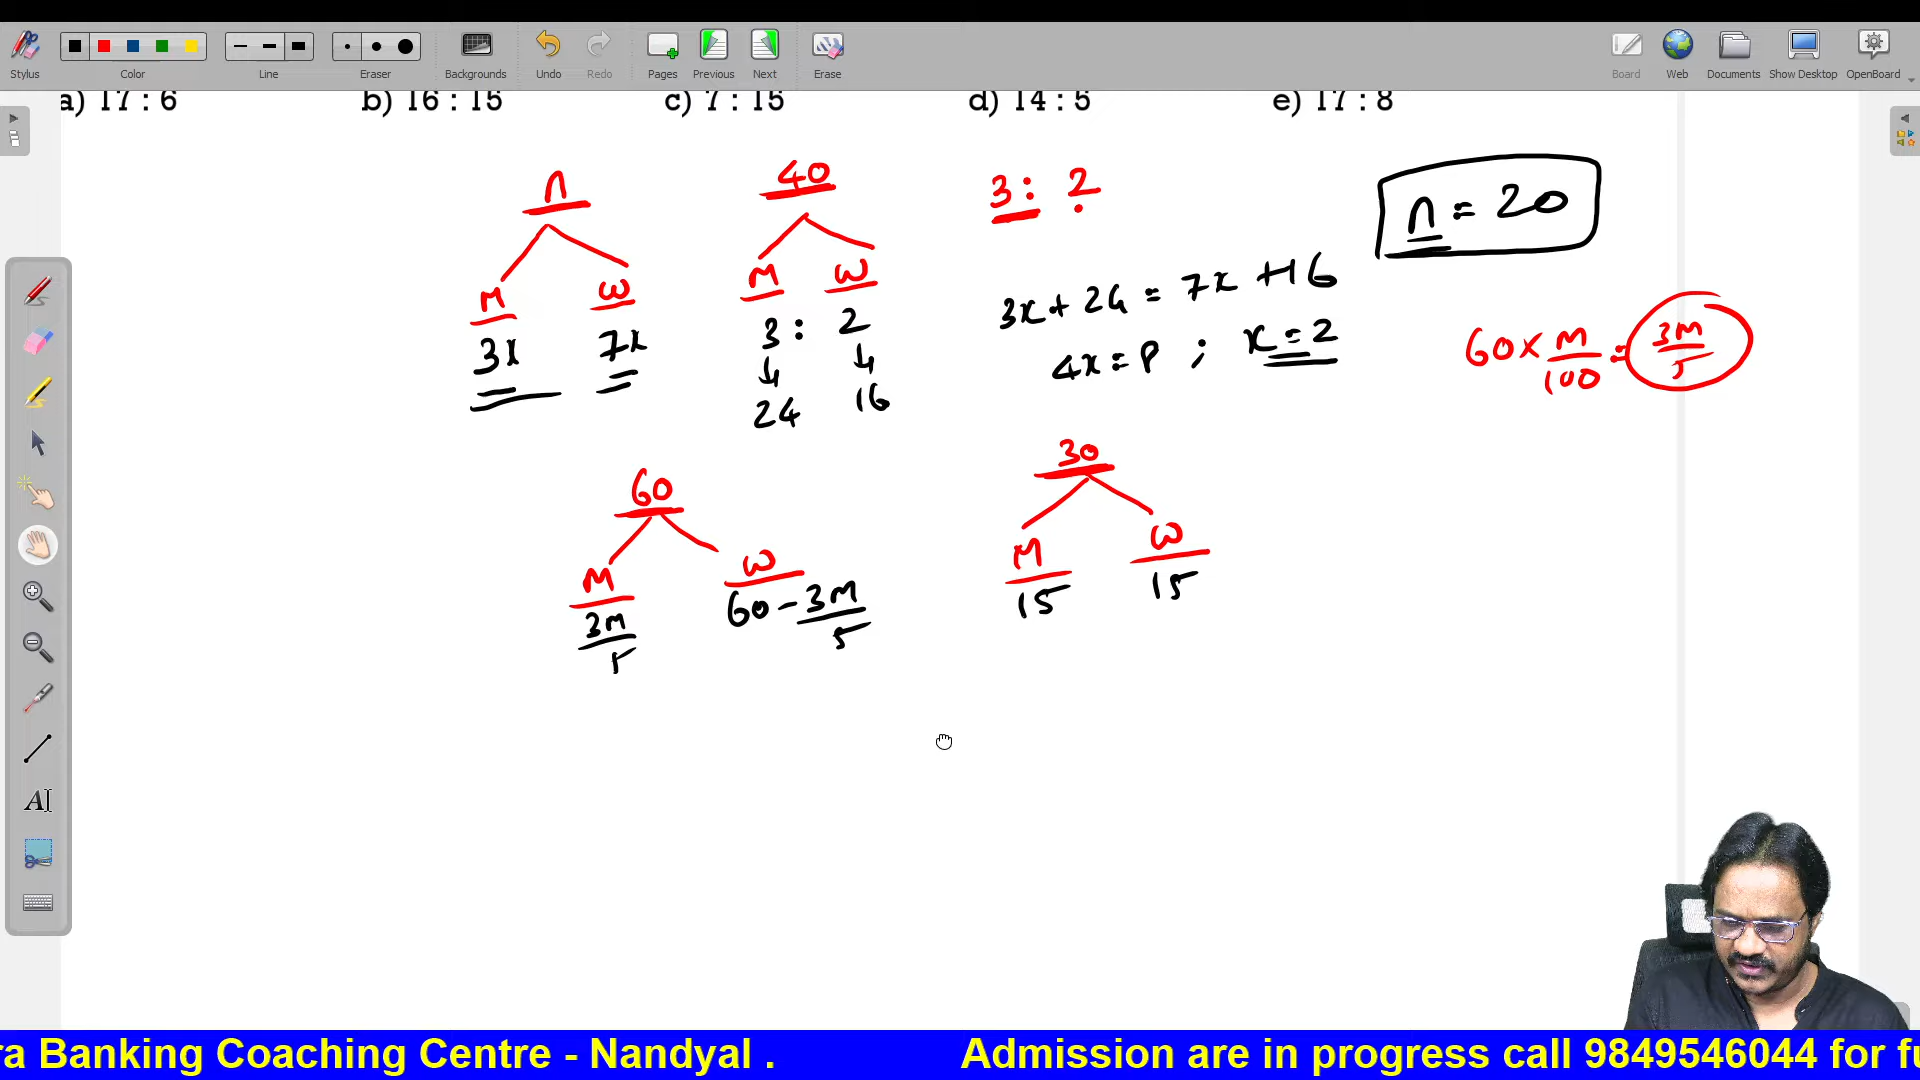 Stylus
Color
Line
Eraser
Backgrounds
Undo
Redo
Pages
Previous
Next
Erase
Board
Web
Documents
Show Desktop
OpenBoard
a) 17 : 6
b) 16 : 15
c) 7 : 15
d) 14 : 5
e) 17 : 8
n
M W
3x 7x
40
M W
3 : 2
24 16
3 : 2
n = 20
3x + 24 = 7x + 16
4x = 8 ; x = 2
60 × M/100 = 3M/5
60
M W
3M/5 60 - 3M/5
30
M W
15 15
AI
ra Banking Coaching Centre - Nandyal .
Admission are in progress call 9849546044 for fu